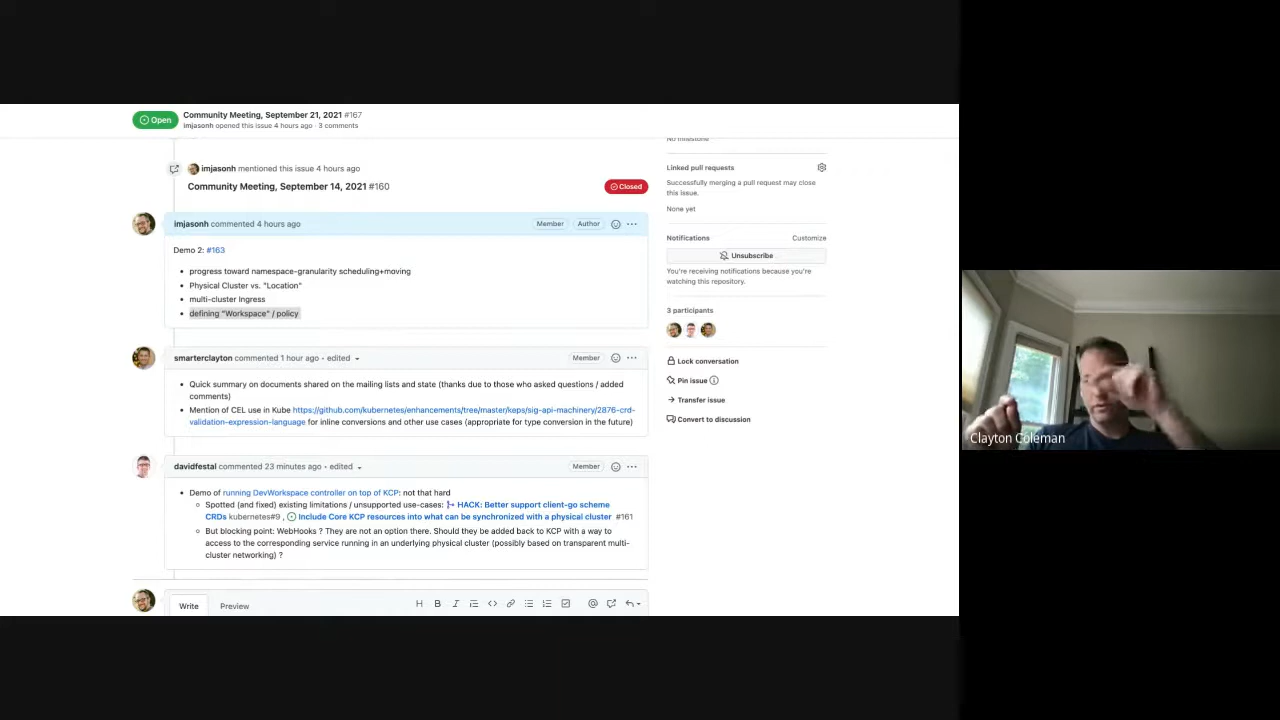 Open
Community Meeting, September 21, 2021 #167
imjasonh opened this issue 4 hours ago · 3 comments
imjasonh mentioned this issue 4 hours ago
Community Meeting, September 14, 2021 #160
Closed
imjasonh commented 4 hours ago
Member
Author
Demo 2: #163
• progress toward namespace-granularity scheduling+moving
• Physical Cluster vs. "Location"
• multi-cluster Ingress
• defining "Workspace" / policy
smarterclayton commented 1 hour ago • edited
Member
• Quick summary on documents shared on the mailing lists and state (thanks due to those who asked questions / added
comments)
• Mention of CEL use in Kube https://github.com/kubernetes/enhancements/tree/master/keps/sig-api-machinery/2876-crd-
validation-expression-language for inline conversions and other use cases (appropriate for type conversion in the future)
davidfestal commented 23 minutes ago • edited
Member
• Demo of running DevWorkspace controller on top of KCP: not that hard
Spotted (and fixed) existing limitations / unsupported use-cases: HACK: Better support client-go scheme
CRDs kubernetes#9 , Include Core KCP resources into what can be synchronized with a physical cluster #161
But blocking point: WebHooks ? They are not an option there. Should they be added back to KCP with a way to
access to the corresponding service running in an underlying physical cluster (possibly based on transparent multi-
cluster networking) ?
Write
Preview
No milestone
Linked pull requests
Successfully merging a pull request may close
this issue.
None yet
Notifications
Customize
Unsubscribe
You're receiving notifications because you're
watching this repository.
3 participants
Lock conversation
Pin issue
Transfer issue
Convert to discussion
Clayton Coleman